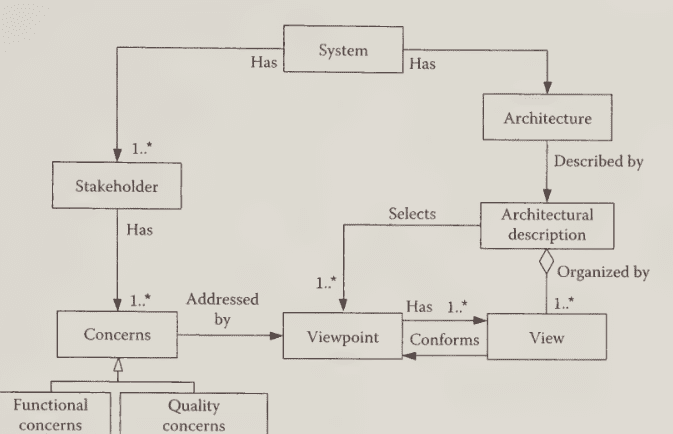 System
Has
Has
1..*
Architecture
Described by
Stakeholder
Has
Selects
Architectural
description
1..*
Organized by
1..*
Addressed
by
Has 1..*
1..*
Concerns
Viewpoint
Conforms
View
Functional
concerns
Quality
concerns